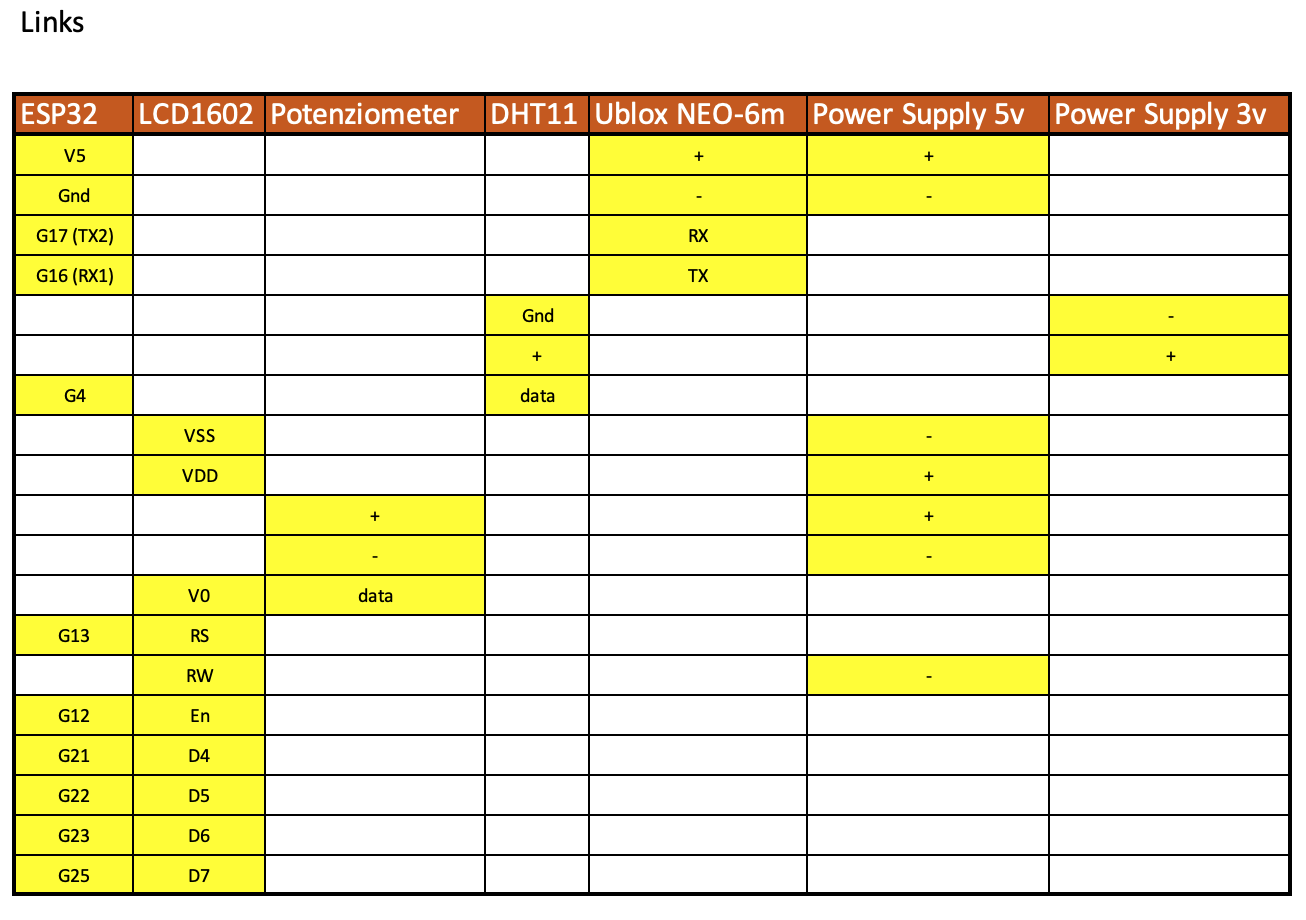 Links
ESP32 LCD1602 Potenziometer DHT11 Ublox NEO-6m Power Supply 5v Power Supply 3v
V5 + +
Gnd - -
G17 (TX2) RX
G16 (RX1) TX
Gnd -
+ +
G4 data
VSS -
VDD +
+ +
- -
V0 data
G13 RS
RW -
G12 En
G21 D4
G22 D5
G23 D6
G25 D7